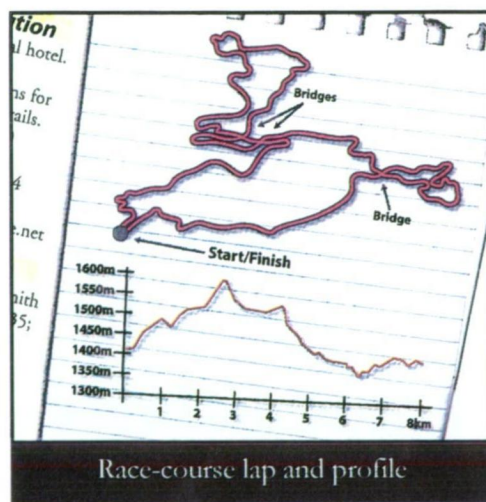 tion
al hotel.
ns for
ails.
4
e.net
nith
35;
Bridges
Bridge
Start/Finish
1600m
1550m
1500m
1450m
1400m
1350m
1300m
1 2 3 4 5 6 7 8km
Race-course lap and profile